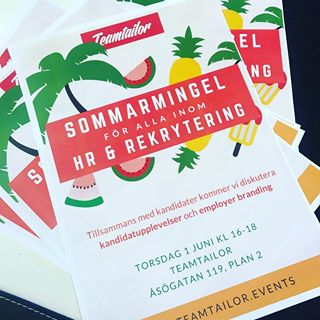 Teamtailor
SOMMARMINGEL
FÖR ALLA INOM
HR & REKRYTERING
Tillsammans med kandidater kommer vi diskutera
kandidatupplevelser och employer branding
TORSDAG 1 JUNI KL 16-18
TEAMTAILOR
ÅSÖGATAN 119, PLAN 2
TEAMTAILOR.EVENTS